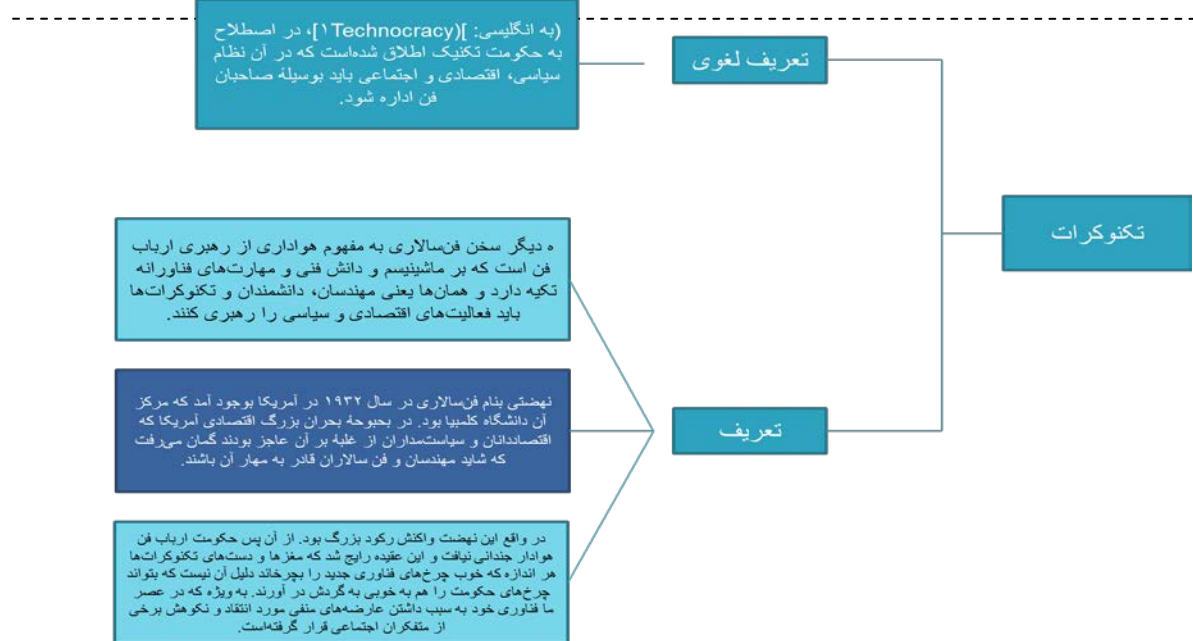 تکنوکرات
تعریف لغوی
(به انگلیسی: ](Technocracy۱]، در اصطلاح
به حکومت تکنیک اطلاق شده‌است که در آن نظام
سیاسی، اقتصادی و اجتماعی باید بوسیلهٔ صاحبان
فن اداره شود.
تعریف
ه دیگر سخن فن‌سالاری به مفهوم هواداری از رهبری ارباب
فن است که بر ماشینیسم و دانش فنی و مهارت‌های فناورانه
تکیه دارد و همان‌ها یعنی مهندسان، دانشمندان و تکنوکرات‌ها
باید فعالیت‌های اقتصادی و سیاسی را رهبری کنند.
نهضتی بنام فن‌سالاری در سال ۱۹۳۲ در آمریکا بوجود آمد که مرکز
آن دانشگاه کلمبیا بود. در بحبوحهٔ بحران بزرگ اقتصادی آمریکا که
اقتصاددانان و سیاست‌مداران از غلبهٔ بر آن عاجز بودند گمان می‌رفت
که شاید مهندسان و فن سالاران قادر به مهار آن باشند.
در واقع این نهضت واکنش رکود بزرگ بود. از آن پس حکومت ارباب فن
هوادار چندانی نیافت و این عقیده رایج شد که مغزها و دست‌های تکنوکرات‌ها
هر اندازه که خوب چرخ‌های فناوری جدید را بچرخاند دلیل آن نیست که بتواند
چرخ‌های حکومت را هم به خوبی به گردش در آورند. به ویژه که در عصر
ما فناوری خود به سبب داشتن عارضه‌های منفی مورد انتقاد و نکوهش برخی
از متفکران اجتماعی قرار گرفته‌است.